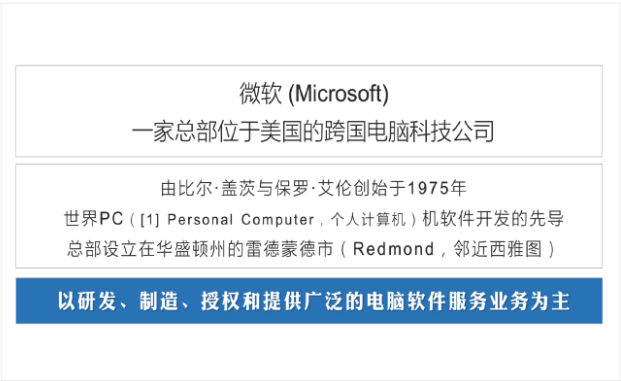 微软 (Microsoft)
一家总部位于美国的跨国电脑科技公司
由比尔·盖茨与保罗·艾伦创始于1975年
世界PC（[1] Personal Computer，个人计算机）机软件开发的先导
总部设立在华盛顿州的雷德蒙德市（Redmond，邻近西雅图）
以研发、制造、授权和提供广泛的电脑软件服务业务为主